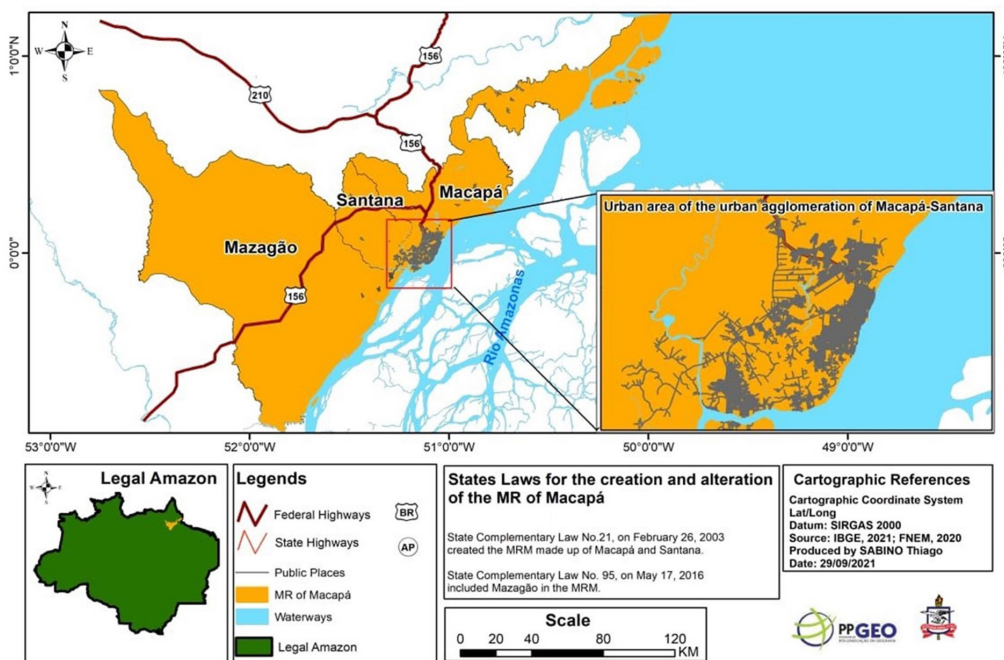 N
W E
S
1°0'0"N
0°0'0"
156
210
156
Macapá
Santana
Mazagão
156
Rio Amazonas
Urban area of the urban agglomeration of Macapá-Santana
53°0'0"W 52°0'0"W 51°0'0"W 50°0'0"W 49°0'0"W
Legal Amazon
Legends
Federal Highways
BR
State Highways
AP
Public Places
MR of Macapá
Waterways
Legal Amazon
States Laws for the creation and alteration
of the MR of Macapá
State Complementary Law No.21, on February 26, 2003
created the MRM made up of Macapá and Santana.
State Complementary Law No. 95, on May 17, 2016
included Mazagão in the MRM.
Scale
0 20 40 80 120
KM
Cartographic References
Cartographic Coordinate System
Lat/Long
Datum: SIRGAS 2000
Source: IBGE, 2021; FNEM, 2020
Produced by SABINO Thiago
Date: 29/09/2021
PPGEO